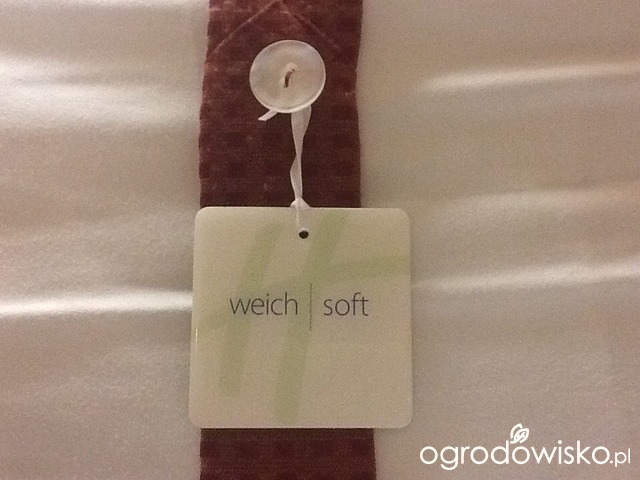 weich | soft
ogrodowisko.pl